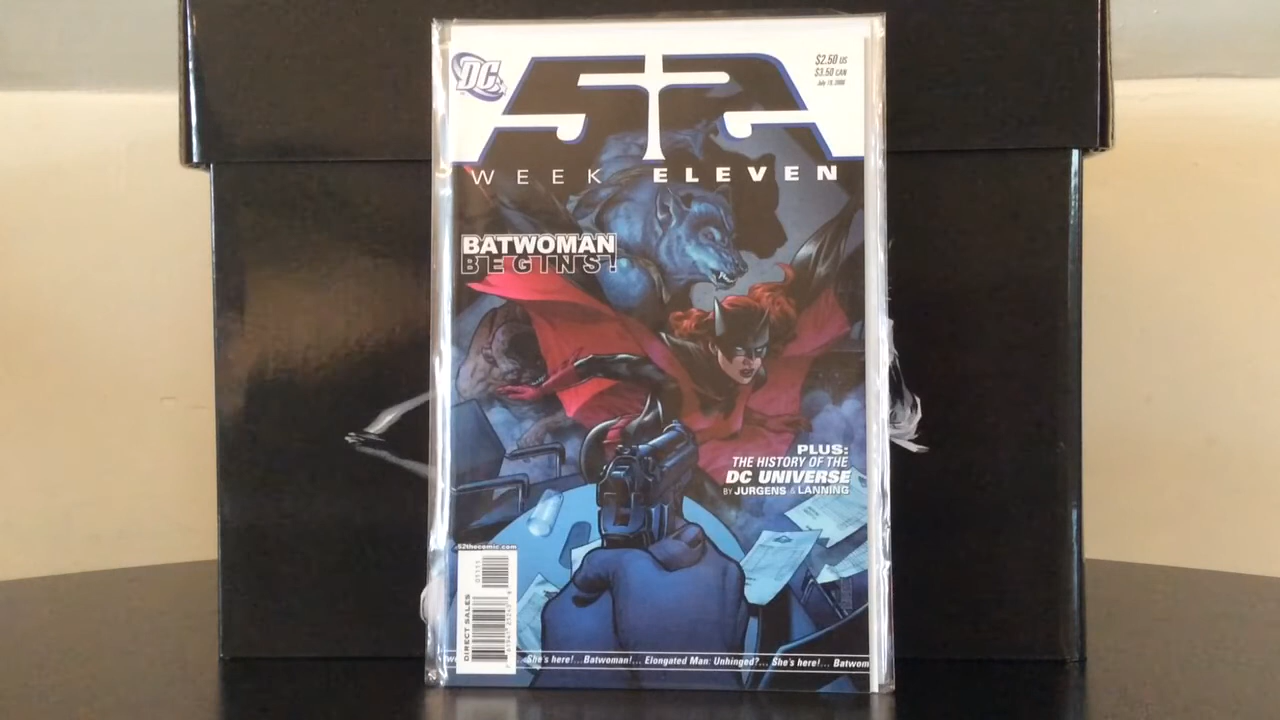 DC
52
$2.50 US
$3.50 CAN
WEEK ELEVEN
BATWOMAN
BEGINS!
PLUS:
THE HISTORY OF THE
DC UNIVERSE
BY JURGENS & LANNING
52thecomic.com
DIRECT SALES
She's here!...Batwoman!... Elongated Man: Unhinged?... She's here!... Batwom